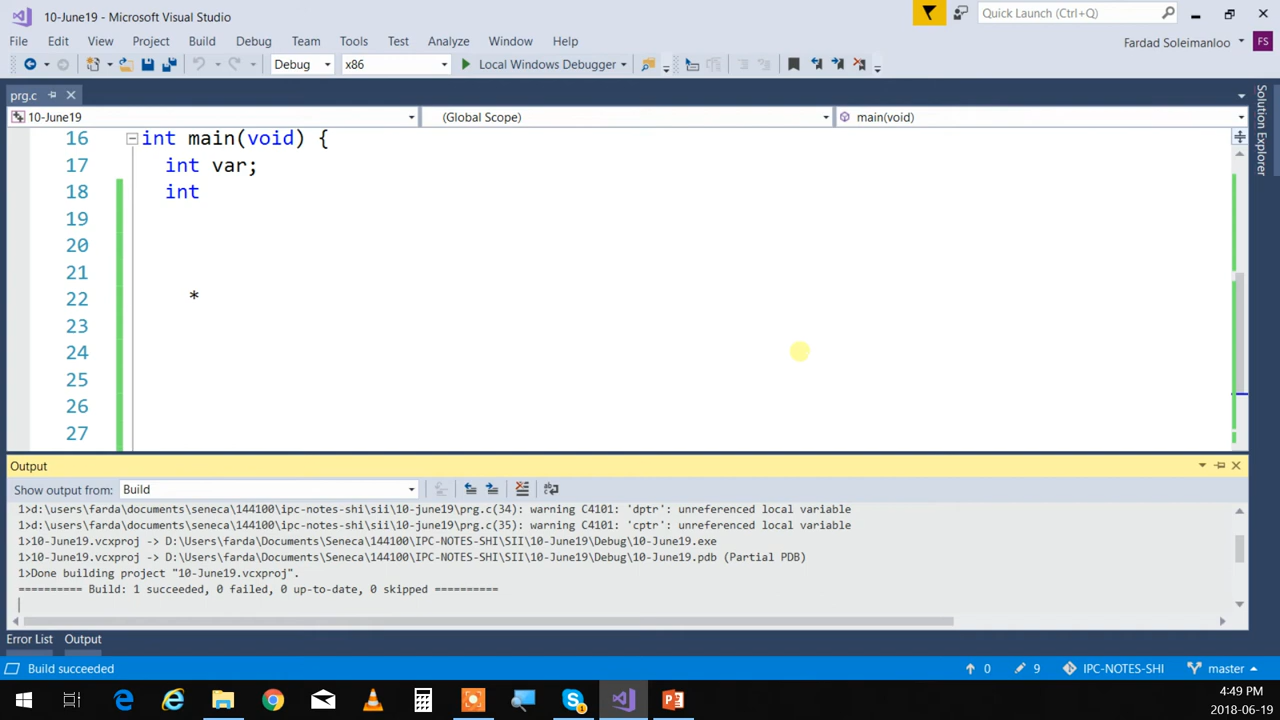 10-June19 - Microsoft Visual Studio
Quick Launch (Ctrl+Q)
File Edit View Project Build Debug Team Tools Test Analyze Window Help
Fardad Soleimanloo FS
Debug x86 Local Windows Debugger
prg.c
10-June19 (Global Scope) main(void)
Solution Explorer
16 int main(void) {
17 int var;
18 int
19
20
21
22 *
23
24
25
26
27
Output
Show output from: Build
1>d:\users\farda\documents\seneca\144100\ipc-notes-shi\sii\10-june19\prg.c(34): warning C4101: 'dptr': unreferenced local variable
1>d:\users\farda\documents\seneca\144100\ipc-notes-shi\sii\10-june19\prg.c(35): warning C4101: 'cptr': unreferenced local variable
1>10-June19.vcxproj -> D:\Users\farda\Documents\Seneca\144100\IPC-NOTES-SHI\SII\10-June19\Debug\10-June19.exe
1>10-June19.vcxproj -> D:\Users\farda\Documents\Seneca\144100\IPC-NOTES-SHI\SII\10-June19\Debug\10-June19.pdb (Partial PDB)
1>Done building project "10-June19.vcxproj".
========== Build: 1 succeeded, 0 failed, 0 up-to-date, 0 skipped ==========
Error List Output
Build succeeded 0 9 IPC-NOTES-SHI master
4:49 PM
2018-06-19